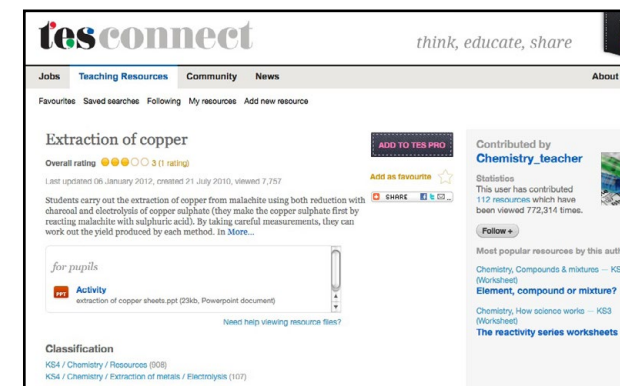 tes connect
think, educate, share
Jobs Teaching Resources Community News About
Favourites Saved searches Following My resources Add new resource
Extraction of copper
Overall rating 3 (1 rating)
Last updated 06 January 2012, created 21 July 2010, viewed 7,757
Students carry out the extraction of copper from malachite using both reduction with
charcoal and electrolysis of copper sulphate (they make the copper sulphate first by
reacting malachite with sulphuric acid). By taking careful measurements, they can
work out the yield produced by each method. In More...
for pupils
PPT
Activity
extraction of copper sheets.ppt (23kb, Powerpoint document)
Need help viewing resource files?
Classification
KS4 / Chemistry / Resources (908)
KS4 / Chemistry / Extraction of metals / Electrolysis (107)
ADD TO TES PRO
Add as favourite
SHARE
Contributed by
Chemistry_teacher
Statistics
This user has contributed
112 resources which have
been viewed 772,314 times.
Follow +
Most popular resources by this auth
Chemistry, Compounds & mixtures -- KS
(Worksheet)
Element, compound or mixture?
Chemistry, How science works -- KS3
(Worksheet)
The reactivity series worksheets